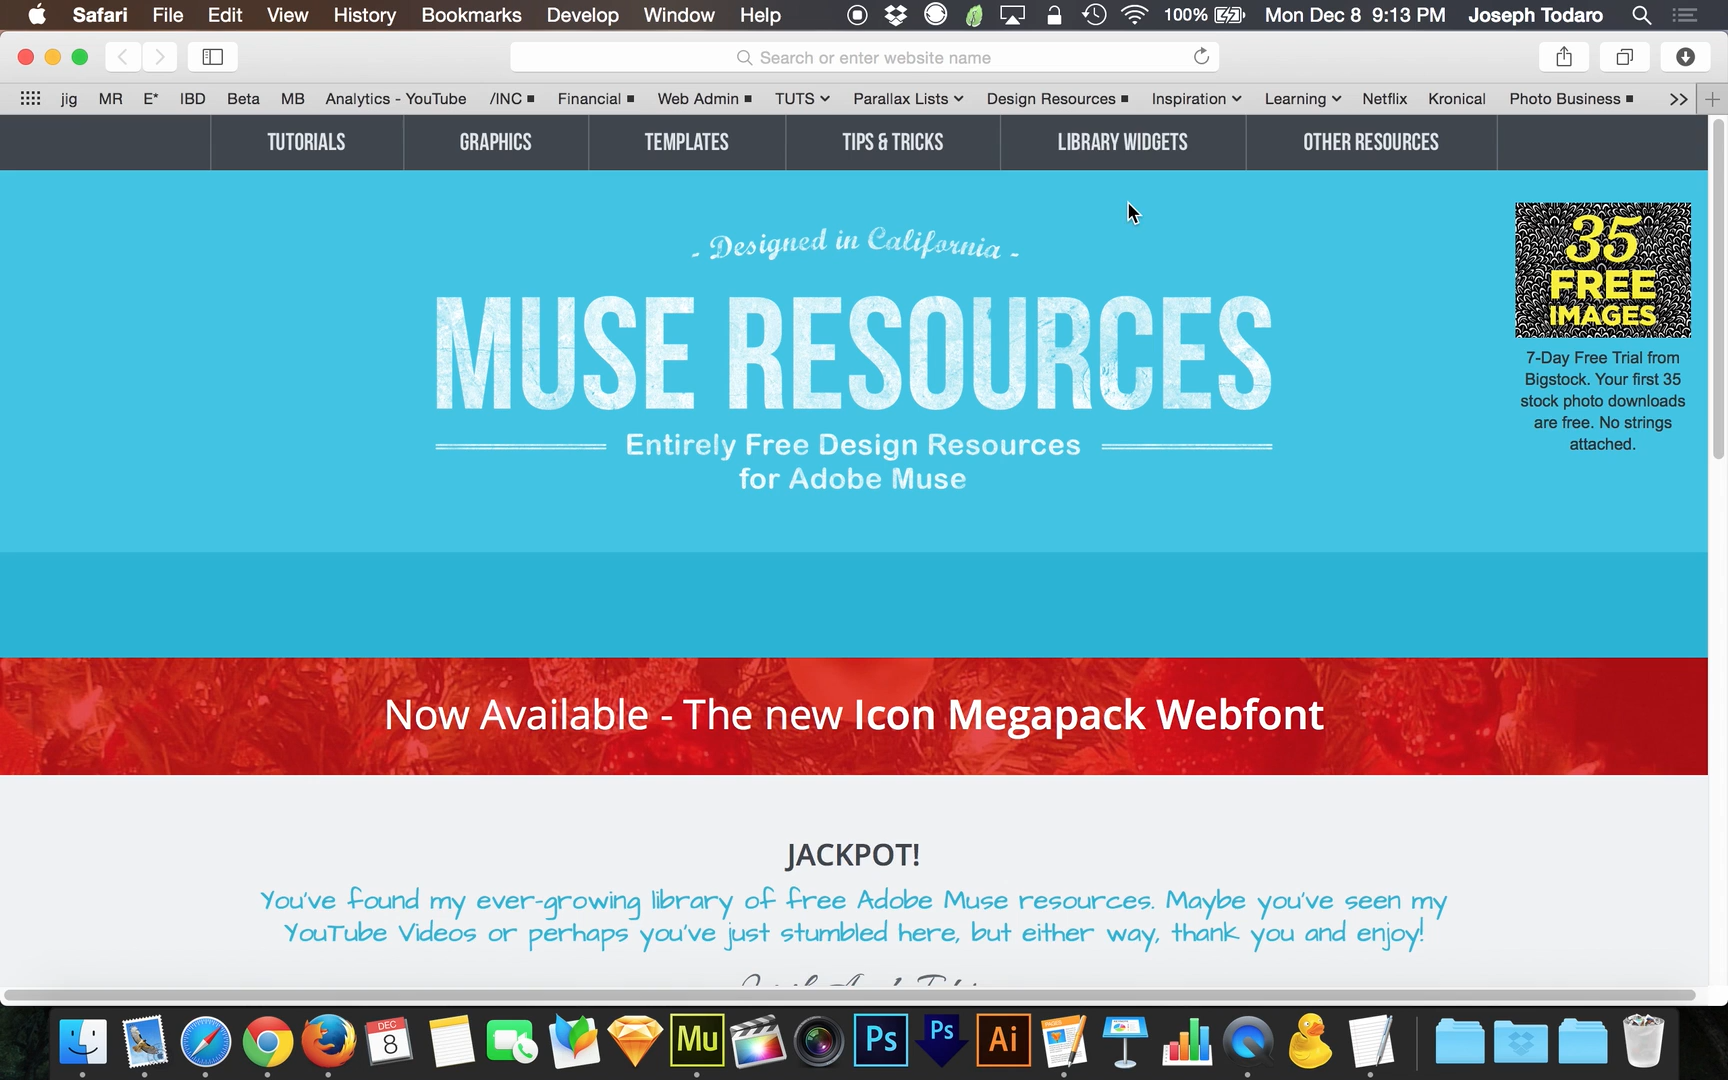 Safari File Edit View History Bookmarks Develop Window Help 100% Mon Dec 8 9:13 PM Joseph Todaro
Search or enter website name
jig MR E* IBD Beta MB Analytics - YouTube /INC Financial Web Admin TUTS Parallax Lists Design Resources Inspiration Learning Netflix Kronical Photo Business
TUTORIALS GRAPHICS TEMPLATES TIPS & TRICKS LIBRARY WIDGETS OTHER RESOURCES
- Designed in California -
MUSE RESOURCES
Entirely Free Design Resources
for Adobe Muse
35
FREE
IMAGES
7-Day Free Trial from
Bigstock. Your first 35
stock photo downloads
are free. No strings
attached.
Now Available - The new Icon Megapack Webfont
JACKPOT!
You've found my ever-growing library of free Adobe Muse resources. Maybe you've seen my
YouTube Videos or perhaps you've just stumbled here, but either way, thank you and enjoy!
DEC
8
Mu
Ps
Ps
Ai
PAGES